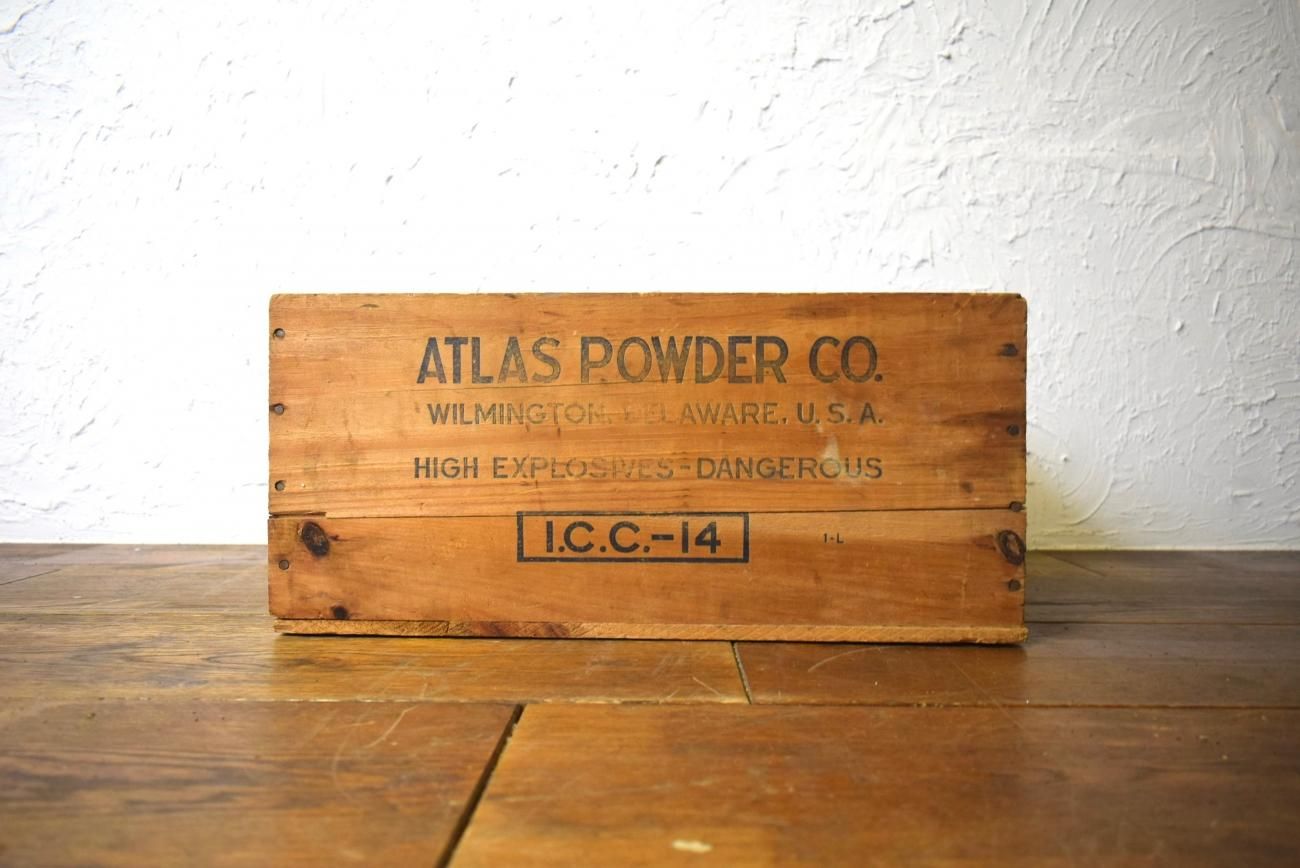 ATLAS POWDER CO.
WILMINGTON, DELAWARE, U. S. A.
HIGH EXPLOSIVES-DANGEROUS
I.C.C.-14
1-L